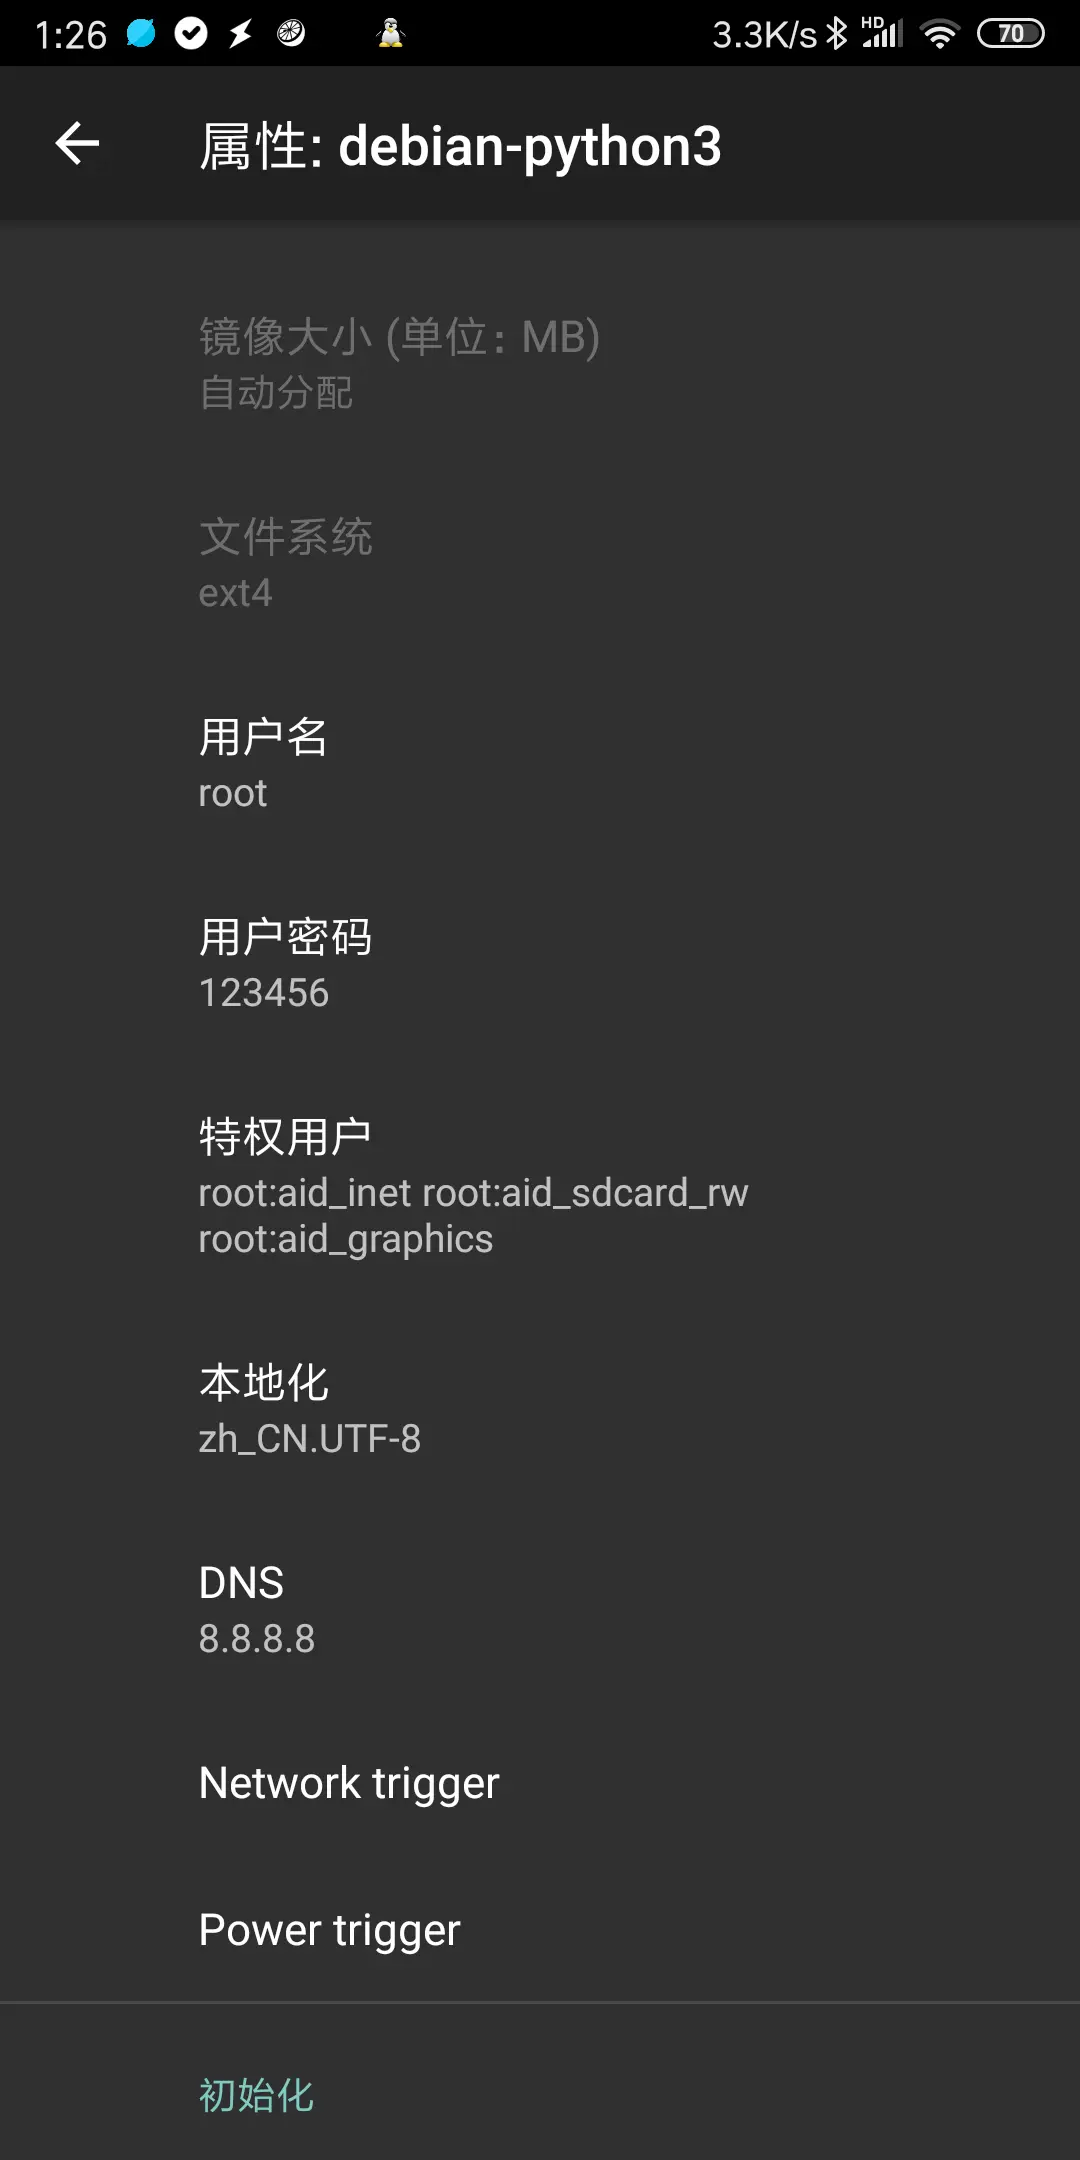 1:26
3.3K/s HD 70
属性: debian-python3
镜像大小 (单位：MB)
自动分配
文件系统
ext4
用户名
root
用户密码
123456
特权用户
root:aid_inet root:aid_sdcard_rw
root:aid_graphics
本地化
zh_CN.UTF-8
DNS
8.8.8.8
Network trigger
Power trigger
初始化